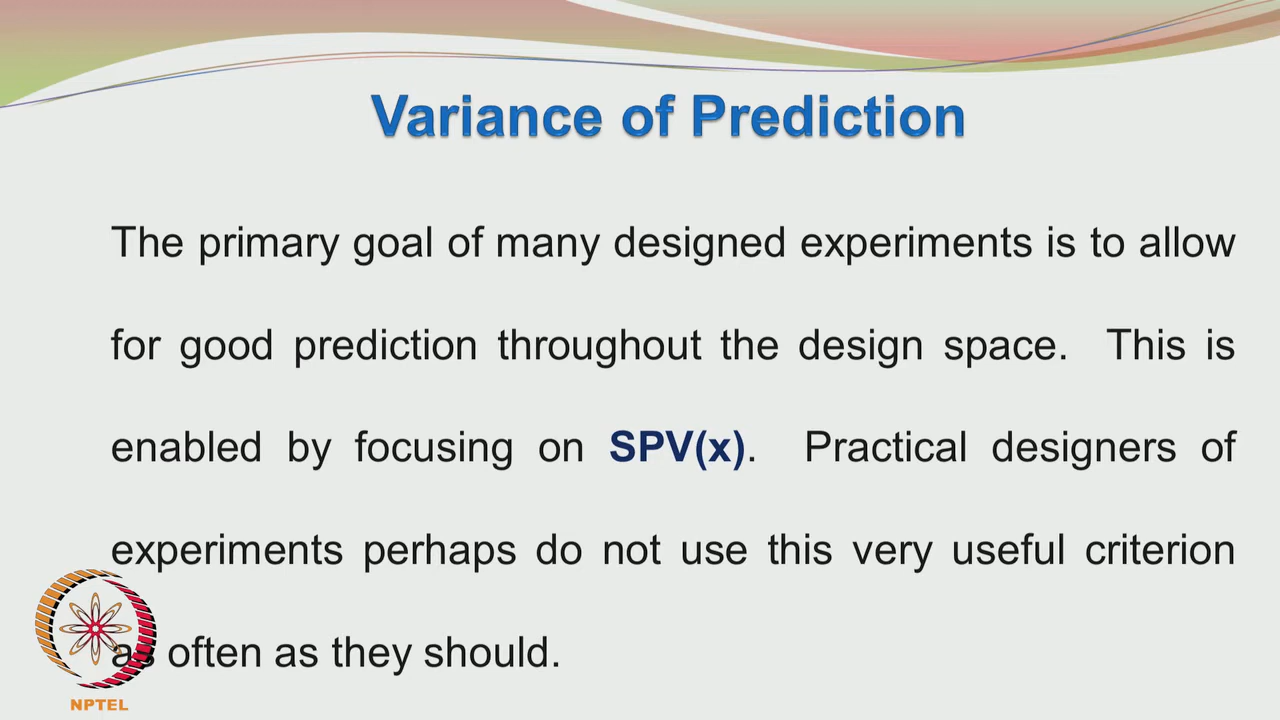 Variance of Prediction
The primary goal of many designed experiments is to allow
for good prediction throughout the design space. This is
enabled by focusing on SPV(x). Practical designers of
experiments perhaps do not use this very useful criterion
as often as they should.
NPTEL